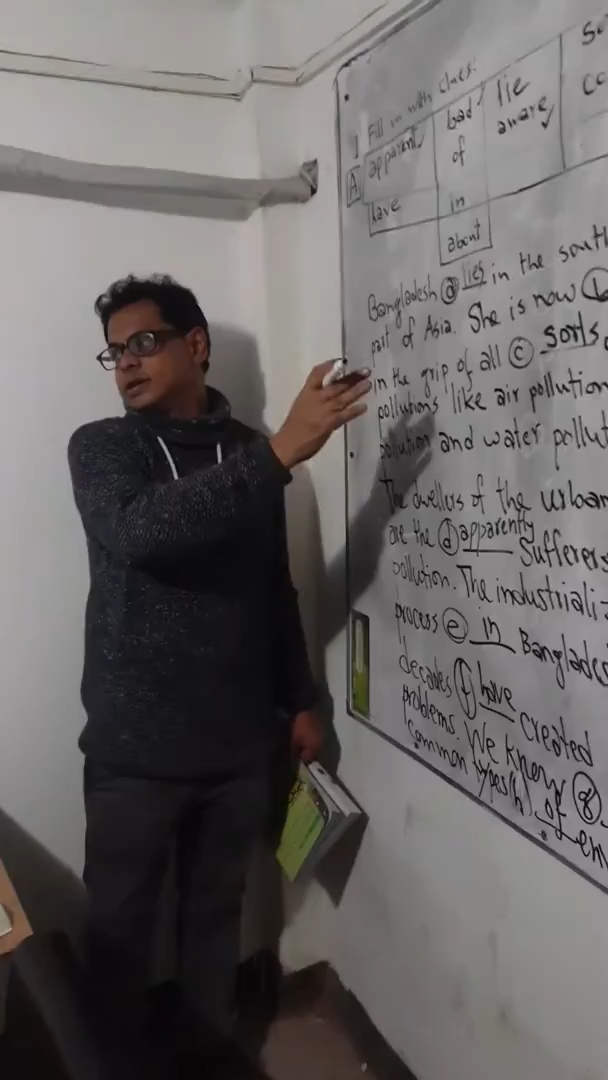 1 Fill in with clues:
A apparent bad lie
of aware
have in
about
Bangladesh a lies in the south
part of Asia. She is now b
in the grip of all c sorts
pollutions like air pollution
pollution and water pollut
The dwellers of the urban
are the d apparently sufferers
pollution. The industriali
process e in Banglades
decades f have created
problems. We know g
common types (h) of en